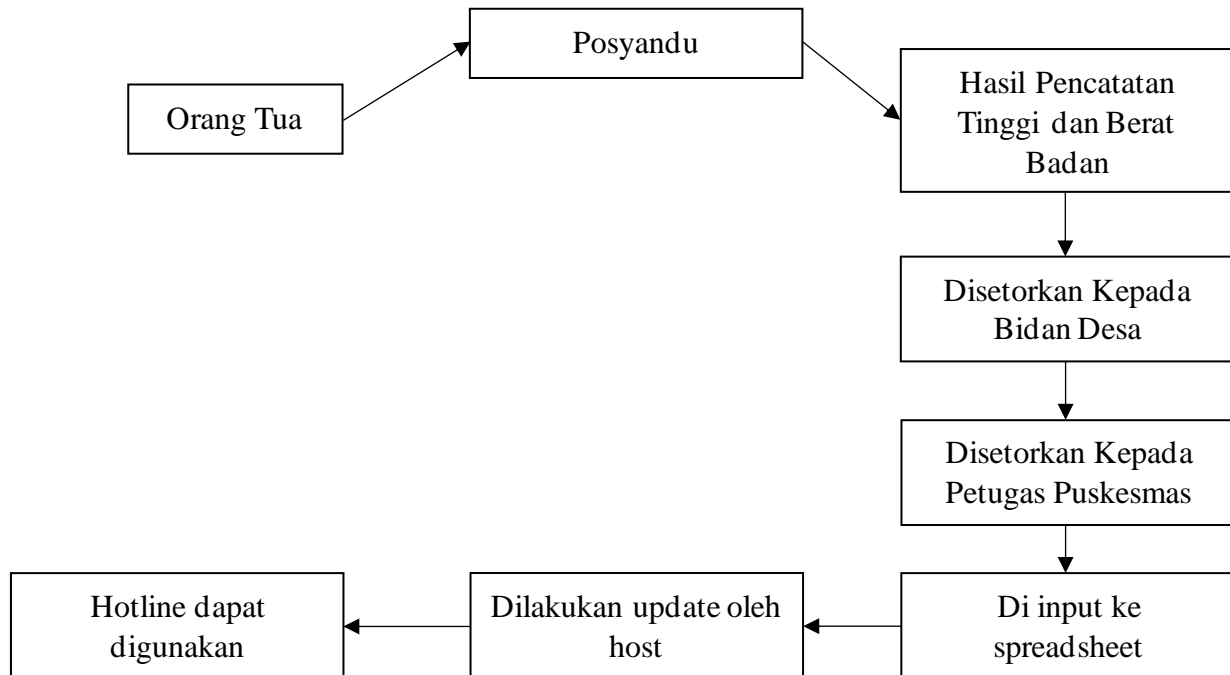 Posyandu
Orang Tua
Hasil Pencatatan
Tinggi dan Berat
Badan
Disetorkan Kepada
Bidan Desa
Disetorkan Kepada
Petugas Puskesmas
Di input ke
spreadsheet
Dilakukan update oleh
host
Hotline dapat
digunakan